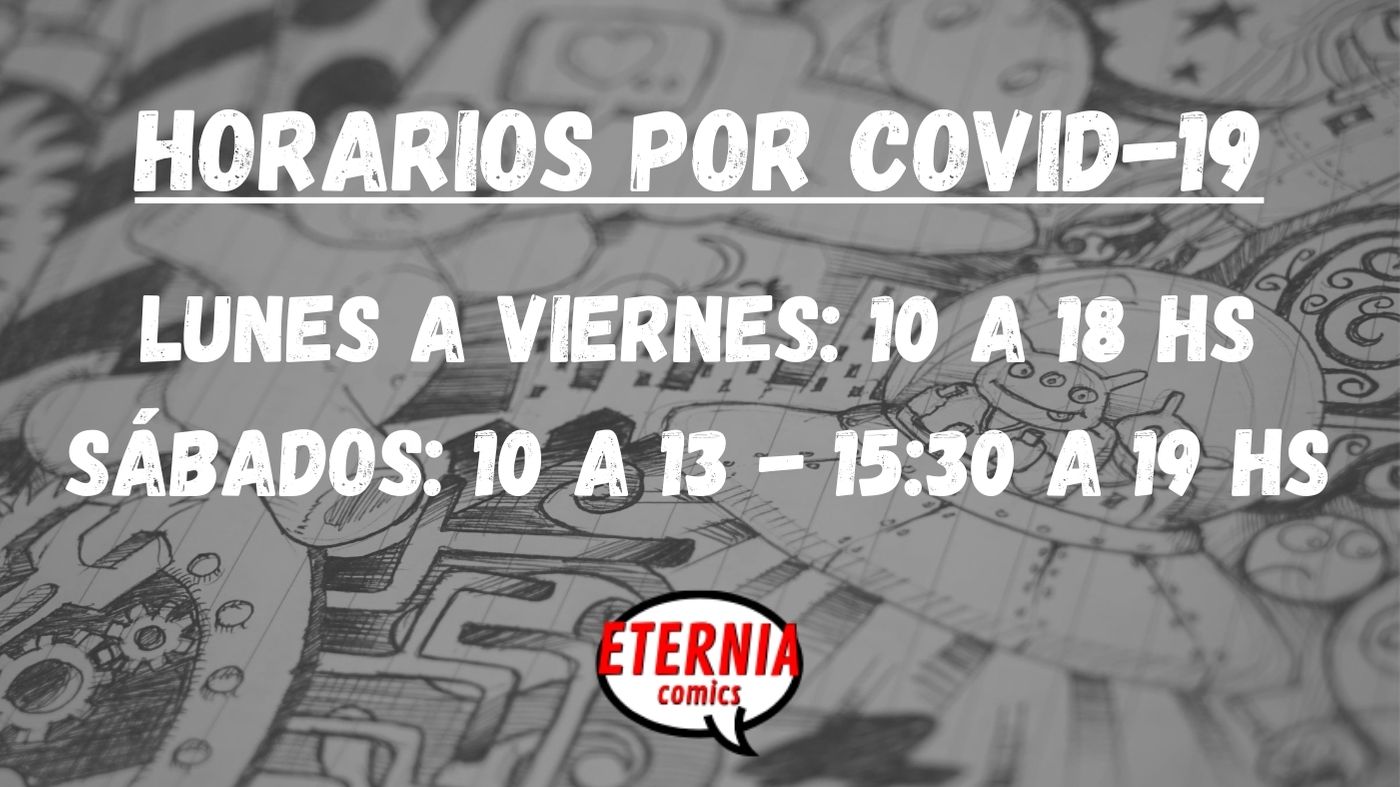 HORARIOS POR COVID-19
LUNES A VIERNES: 10 A 18 HS
SÁBADOS: 10 A 13 - 15:30 A 19 HS
ETERNIA
comics